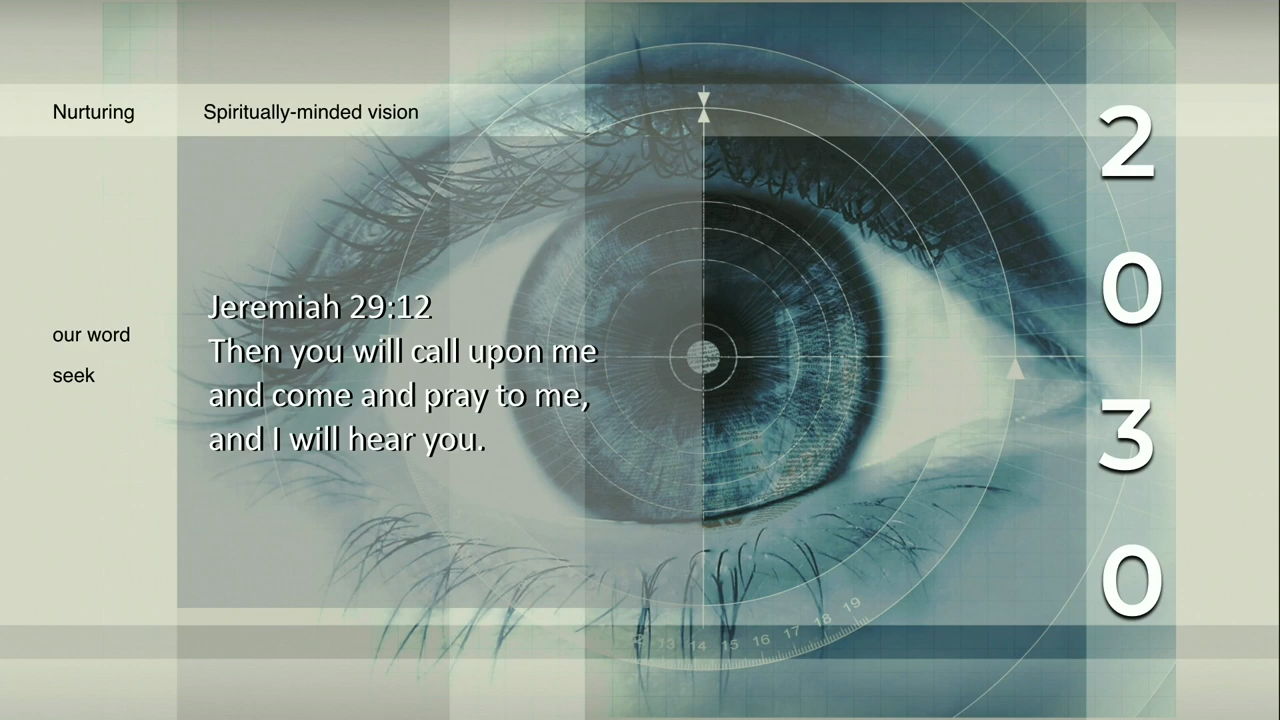 Nurturing
Spiritually-minded vision
our word
seek
Jeremiah 29:12
Then you will call upon me
and come and pray to me,
and I will hear you.
2
0
3
0
13 14 15 16 17 18 19